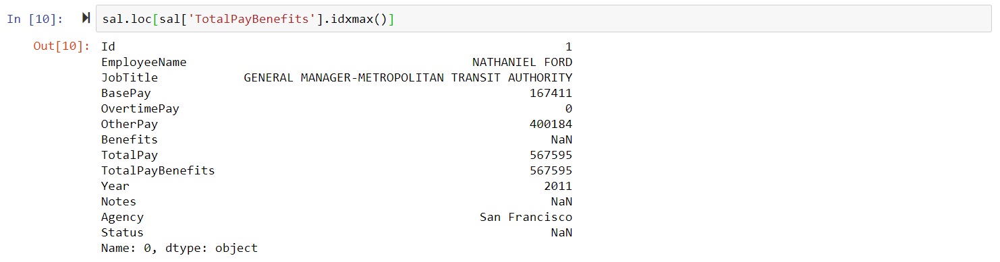 In [10]: sal.loc[sal['TotalPayBenefits'].idxmax()]
Out[10]: Id 1
EmployeeName NATHANIEL FORD
JobTitle GENERAL MANAGER-METROPOLITAN TRANSIT AUTHORITY
BasePay 167411
OvertimePay 0
OtherPay 400184
Benefits NaN
TotalPay 567595
TotalPayBenefits 567595
Year 2011
Notes NaN
Agency San Francisco
Status NaN
Name: 0, dtype: object